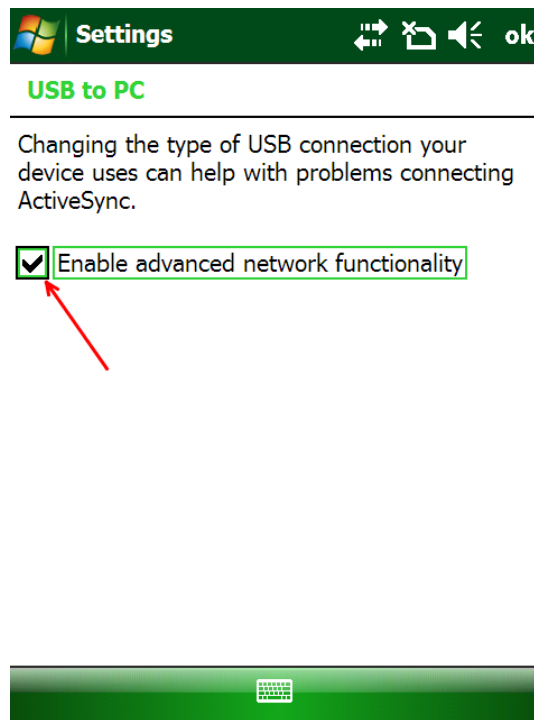 Settings
ok
USB to PC
Changing the type of USB connection your
device uses can help with problems connecting
ActiveSync.
Enable advanced network functionality